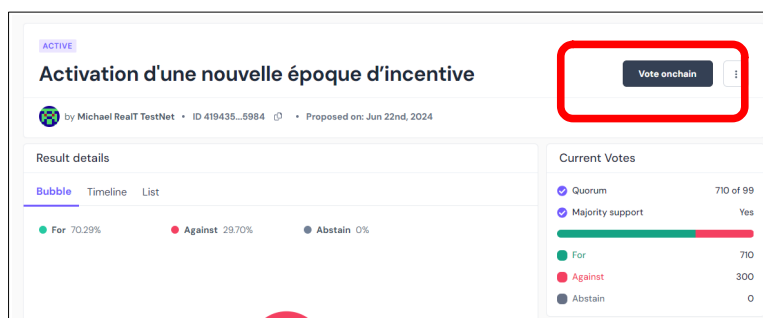 ACTIVE
Activation d'une nouvelle époque d’incentive
Vote onchain
by Michael RealT TestNet • ID 419435...5984 • Proposed on: Jun 22nd, 2024
Result details
Bubble Timeline List
For 70.29% Against 29.70% Abstain 0%
Current Votes
Quorum 710 of 99
Majority support Yes
For 710
Against 300
Abstain 0